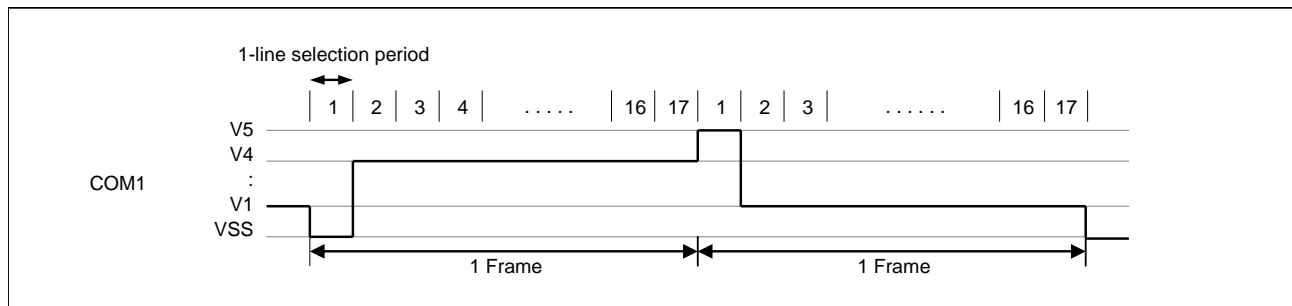 1-line selection period
1 2 3 4 ..... 16 17 1 2 3 ...... 16 17
V5
V4
:
COM1
V1
VSS
1 Frame 1 Frame